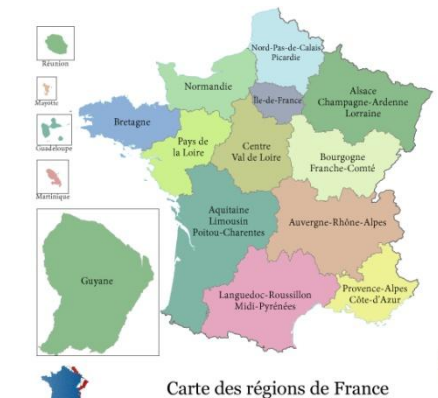 Réunion
Mayotte
Guadeloupe
Martinique
Guyane
Nord-Pas-de-Calais
Picardie
Normandie
Île-de-France
Alsace
Champagne-Ardenne
Lorraine
Bretagne
Pays de
la Loire
Centre
Val de Loire
Bourgogne
Franche-Comté
Aquitaine
Limousin
Poitou-Charentes
Auvergne-Rhône-Alpes
Languedoc-Roussillon
Midi-Pyrénées
Provence-Alpes
Côte-d'Azur
Carte des régions de France